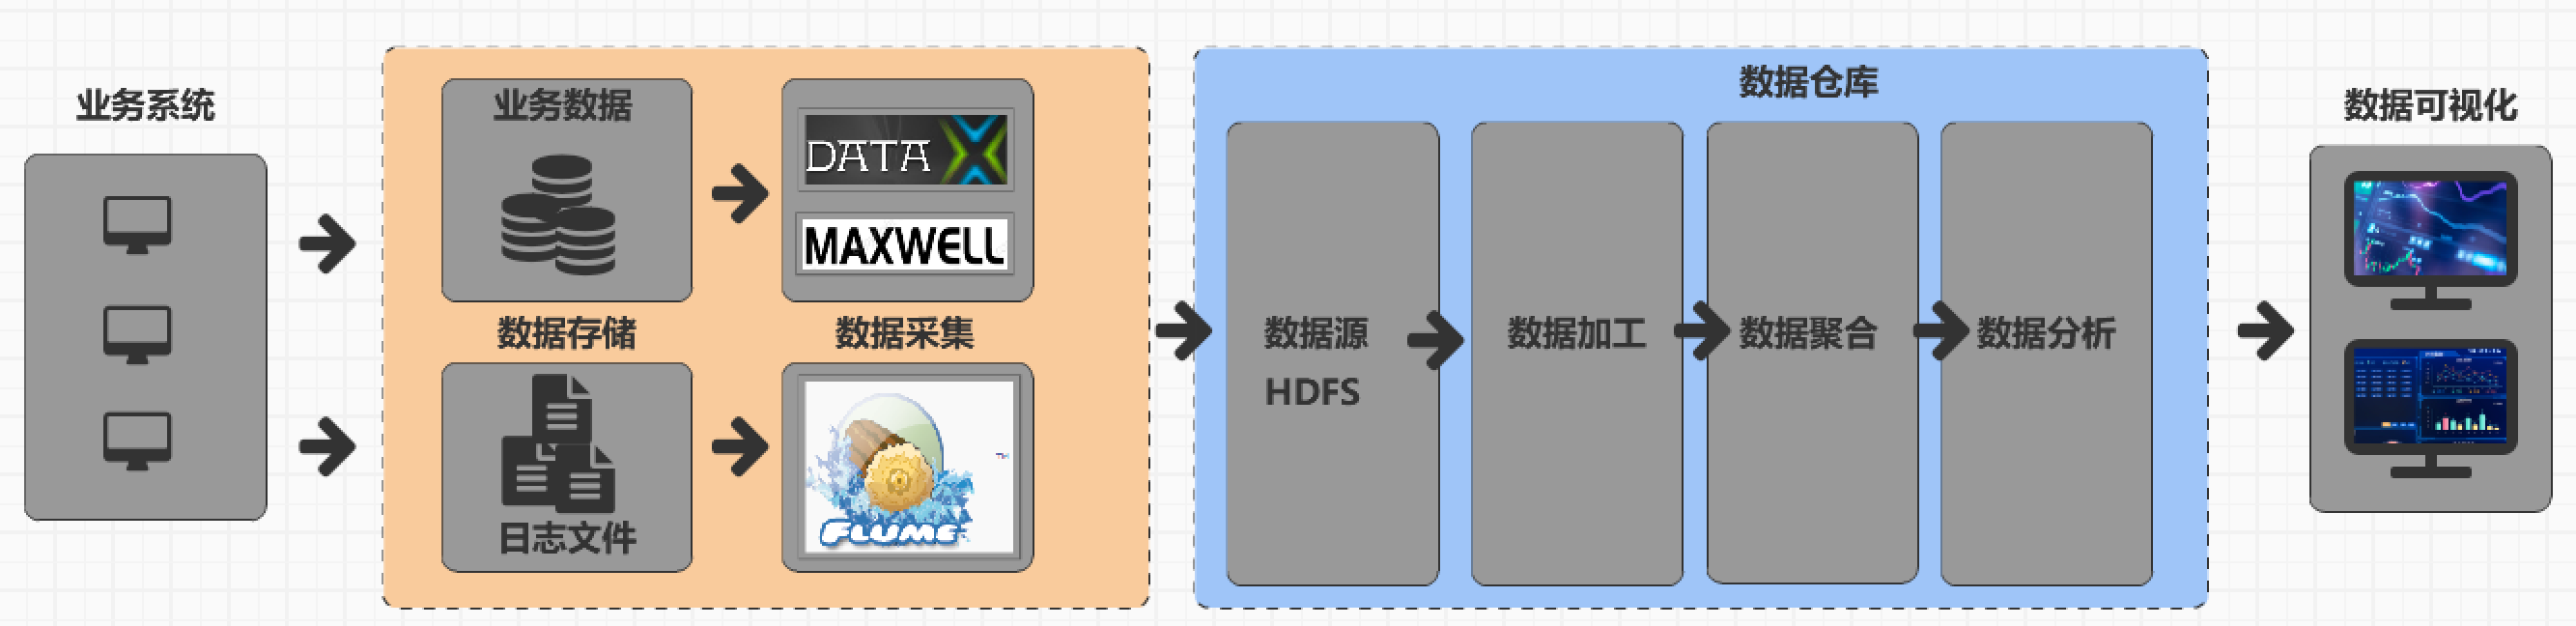 业务系统
业务数据
DATA X
MAXWELL
数据存储
数据采集
日志文件
FLUME
数据仓库
数据源
HDFS
数据加工
数据聚合
数据分析
数据可视化